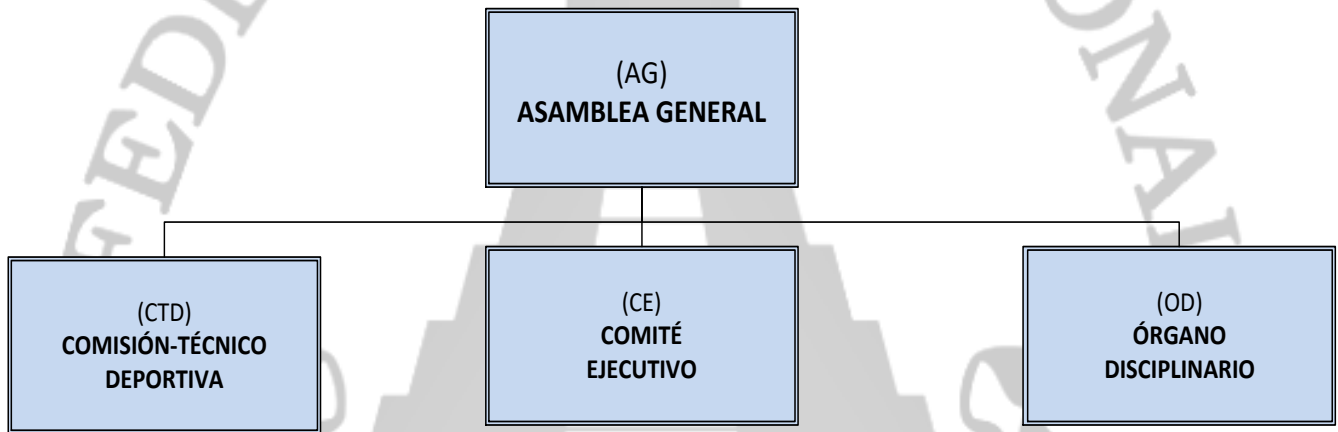 (AG)
ASAMBLEA GENERAL
(CTD)
COMISIÓN-TÉCNICO
DEPORTIVA
(CE)
COMITÉ
EJECUTIVO
(OD)
ÓRGANO
DISCIPLINARIO